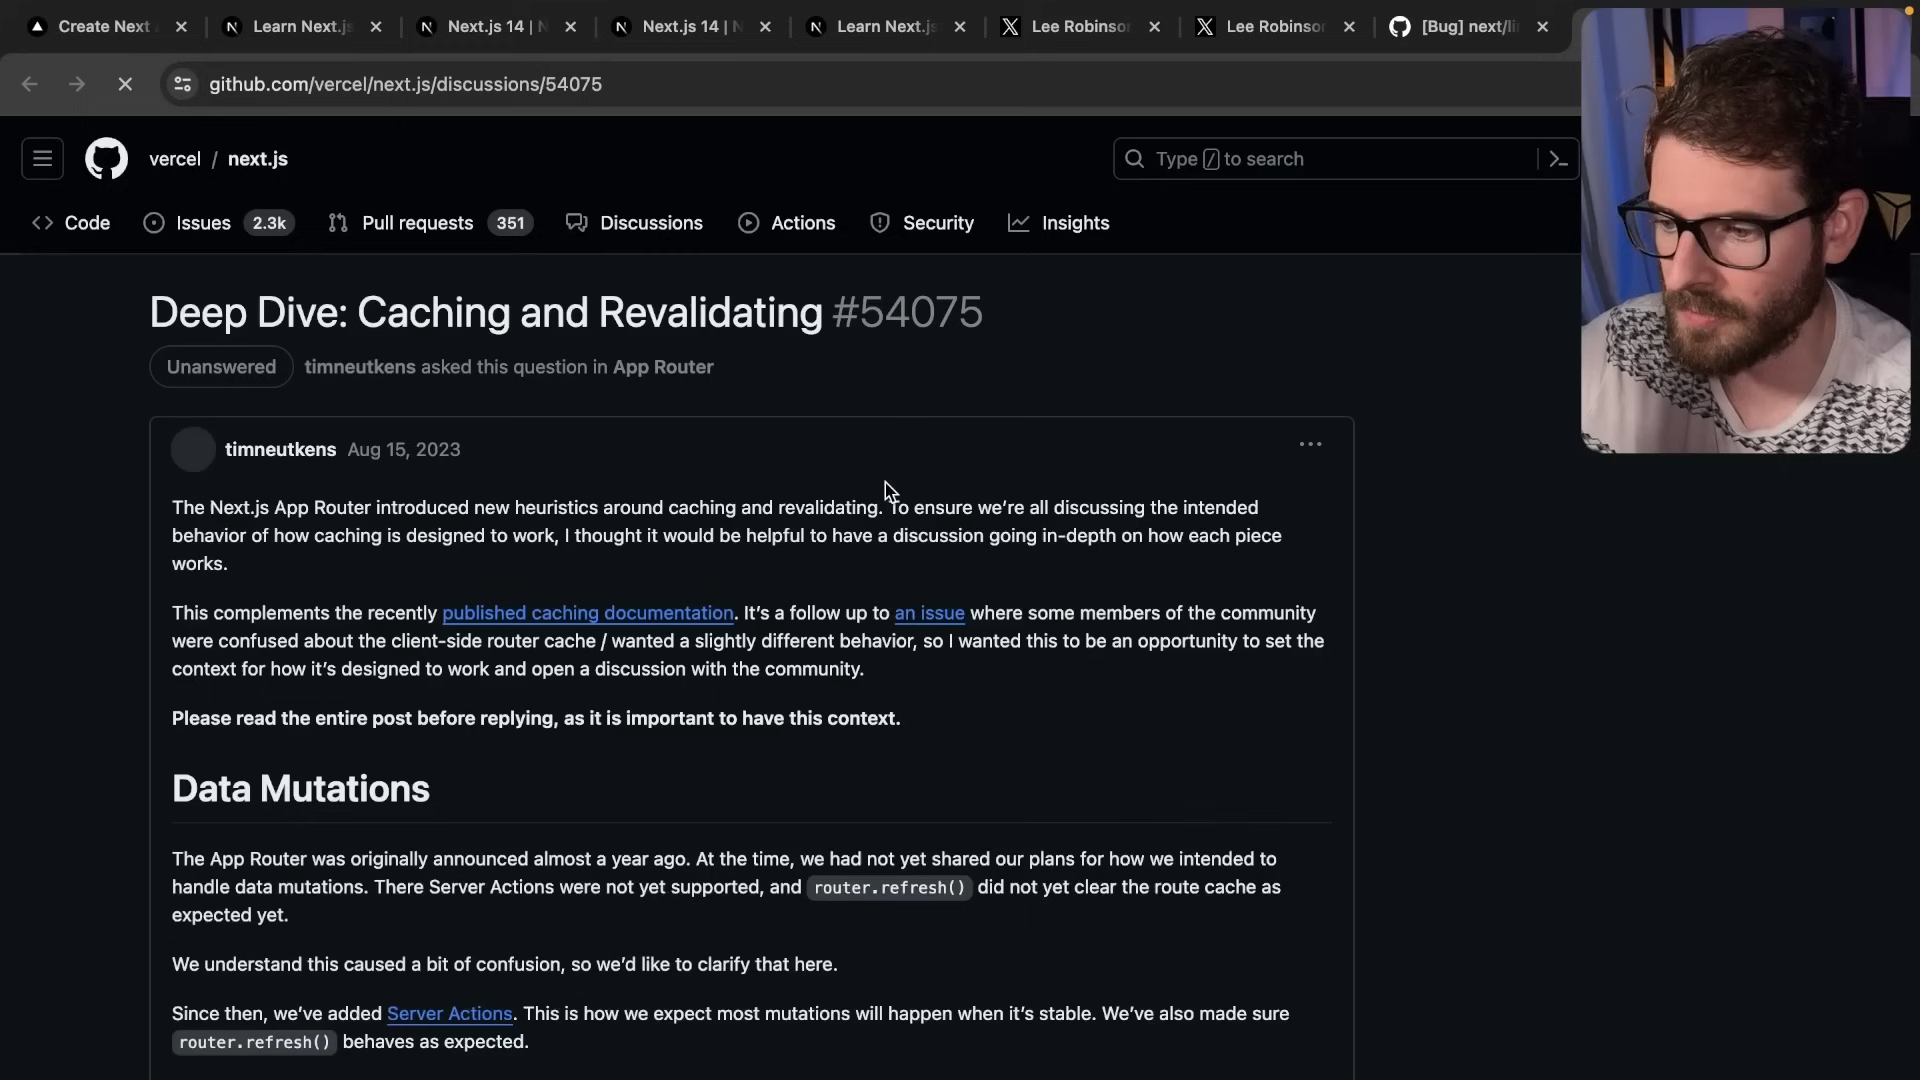 Create Next
Learn Next.js
Next.js 14 | N
Next.js 14 | N
Learn Next.js
Lee Robinson
Lee Robinson
[Bug] next/li
github.com/vercel/next.js/discussions/54075
vercel / next.js
Type / to search
Code
Issues 2.3k
Pull requests 351
Discussions
Actions
Security
Insights
Deep Dive: Caching and Revalidating #54075
Unanswered timneutkens asked this question in App Router
timneutkens Aug 15, 2023
The Next.js App Router introduced new heuristics around caching and revalidating. To ensure we’re all discussing the intended
behavior of how caching is designed to work, I thought it would be helpful to have a discussion going in-depth on how each piece
works.
This complements the recently published caching documentation. It’s a follow up to an issue where some members of the community
were confused about the client-side router cache / wanted a slightly different behavior, so I wanted this to be an opportunity to set the
context for how it’s designed to work and open a discussion with the community.
Please read the entire post before replying, as it is important to have this context.
Data Mutations
The App Router was originally announced almost a year ago. At the time, we had not yet shared our plans for how we intended to
handle data mutations. There Server Actions were not yet supported, and router.refresh() did not yet clear the route cache as
expected yet.
We understand this caused a bit of confusion, so we’d like to clarify that here.
Since then, we’ve added Server Actions. This is how we expect most mutations will happen when it’s stable. We’ve also made sure
router.refresh() behaves as expected.